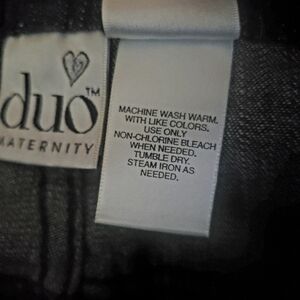 duo™
MATERNITY
MACHINE WASH WARM.
WITH LIKE COLORS.
USE ONLY
NON-CHLORINE BLEACH
WHEN NEEDED.
TUMBLE DRY.
STEAM IRON AS
NEEDED.